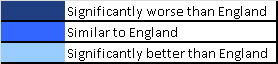 Significantly worse than England
Similar to England
Significantly better than England